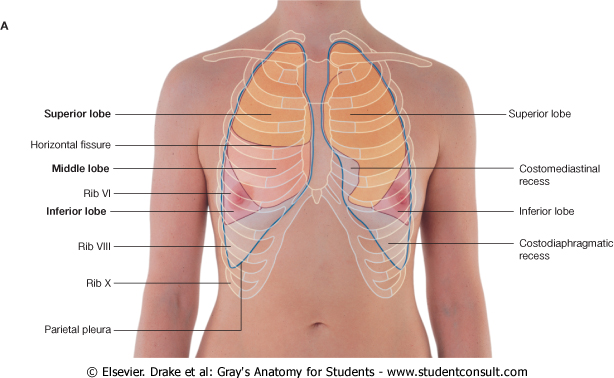 A
Superior lobe
Horizontal fissure
Middle lobe
Rib VI
Inferior lobe
Rib VIII
Rib X
Parietal pleura
Superior lobe
Costomediastinal
recess
Inferior lobe
Costodiaphragmatic
recess
© Elsevier. Drake et al: Gray's Anatomy for Students - www.studentconsult.com